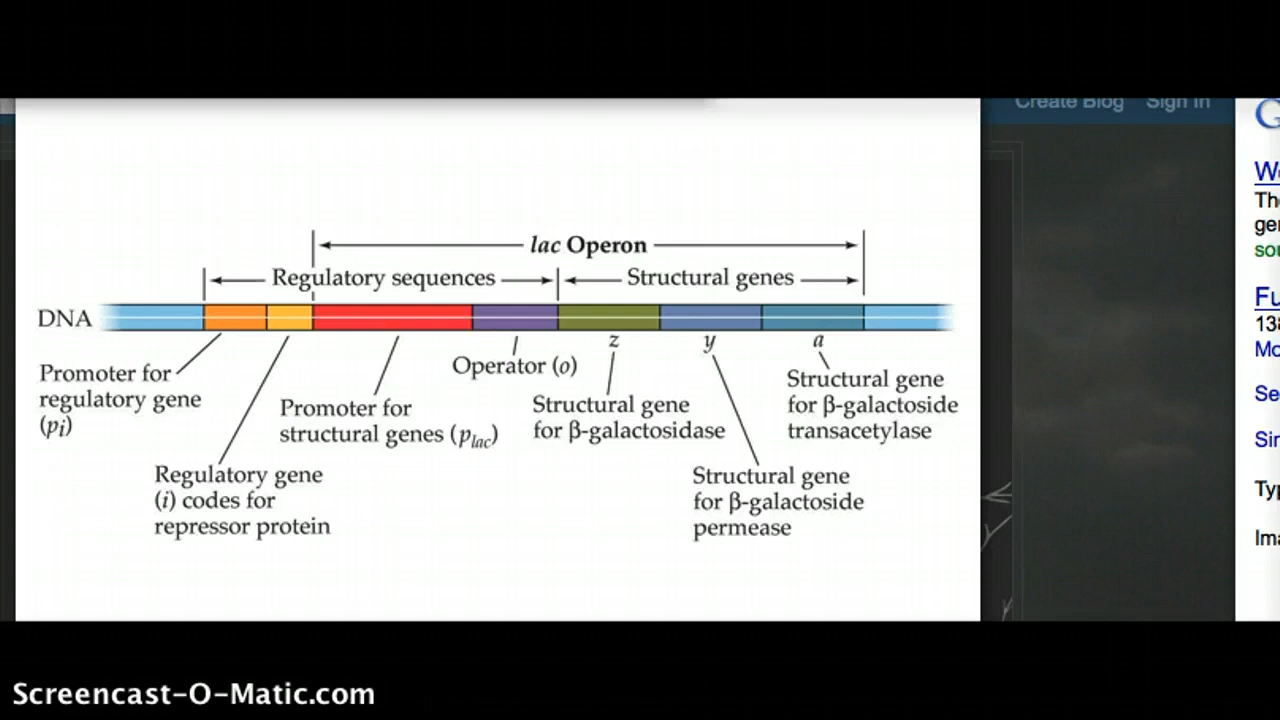 Create Blog Sign In
lac Operon
Regulatory sequences
Structural genes
DNA
z
y
a
Promoter for
regulatory gene
(pi)
Regulatory gene
(i) codes for
repressor protein
Promoter for
structural genes (plac)
Operator (o)
Structural gene
for β-galactosidase
Structural gene
for β-galactoside
permease
Structural gene
for β-galactoside
transacetylase
G
Fu
138
Screencast-O-Matic.com